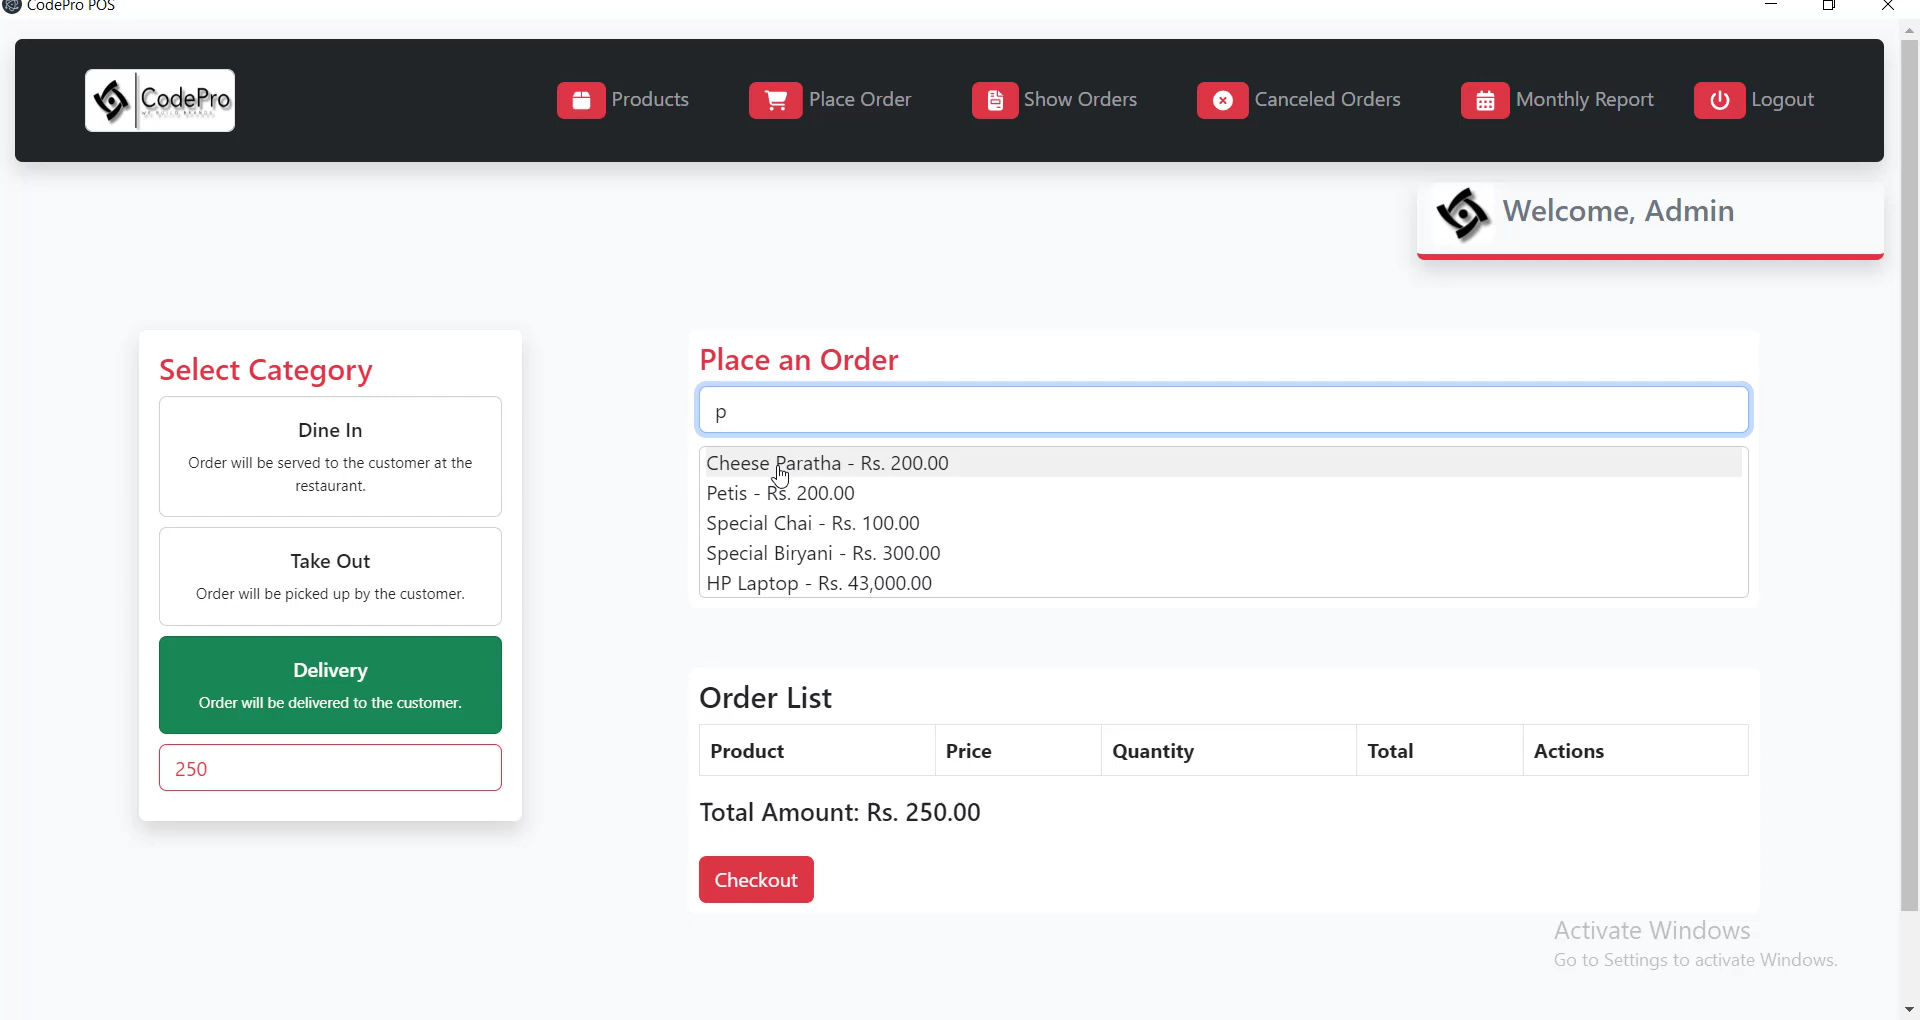 CodePro POS
CodePro
Products
Place Order
Show Orders
Canceled Orders
Monthly Report
Logout
Welcome, Admin
Select Category
Dine In
Order will be served to the customer at the
restaurant.
Take Out
Order will be picked up by the customer.
Delivery
Order will be delivered to the customer.
250
Place an Order
p
Cheese Paratha - Rs. 200.00
Petis - Rs. 200.00
Special Chai - Rs. 100.00
Special Biryani - Rs. 300.00
HP Laptop - Rs. 43,000.00
Order List
Product Price Quantity Total Actions
Total Amount: Rs. 250.00
Checkout
Activate Windows
Go to Settings to activate Windows.